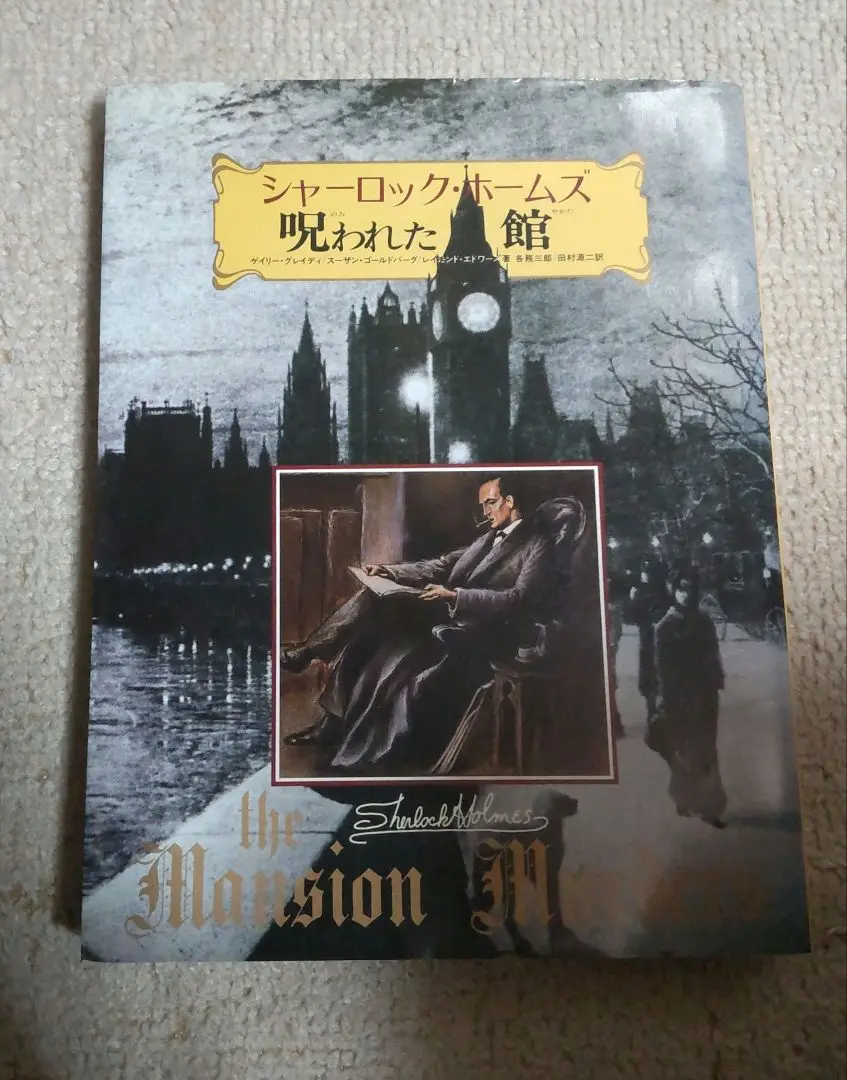 シャーロック・ホームズ
呪われた館
のろ やかた
ゲイリー・グレイディ/スーザン・ゴールドバーグ/レイモンド・エドワーズ著 各務三郎/田村源二訳
Sherlock Holmes
the
Mansion Murders